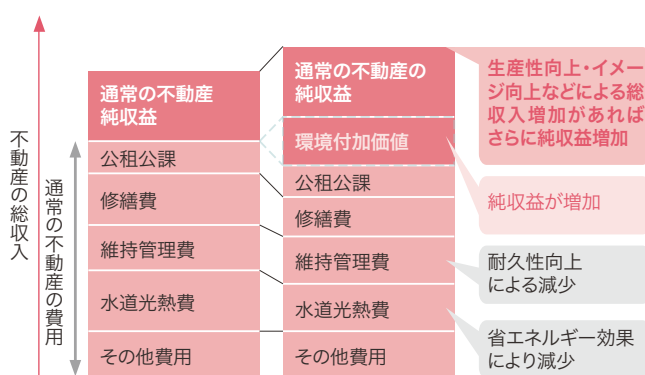 不動産の総収入
通常の不動産の費用
通常の不動産
純収益
公租公課
修繕費
維持管理費
水道光熱費
その他費用
通常の不動産の
純収益
環境付加価値
公租公課
修繕費
維持管理費
水道光熱費
その他費用
生産性向上・イメー
ジ向上などによる総
収入増加があれば
さらに純収益増加
純収益が増加
耐久性向上
による減少
省エネルギー効果
により減少